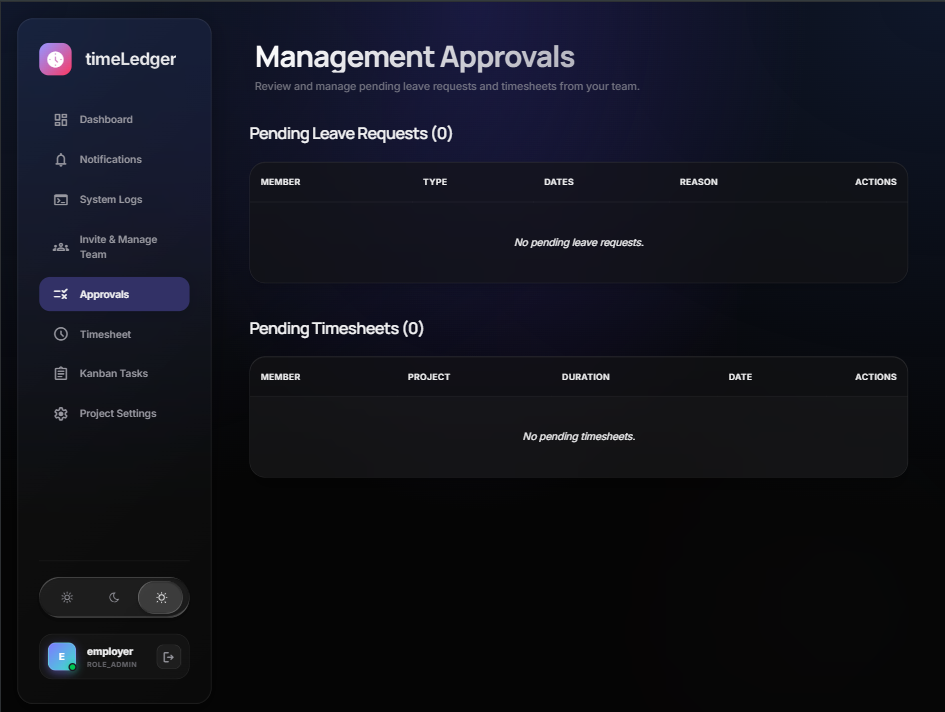 timeLedger
Dashboard
Notifications
System Logs
Invite & Manage
Team
Approvals
Timesheet
Kanban Tasks
Project Settings
E
employer
ROLE_ADMIN
Management Approvals
Review and manage pending leave requests and timesheets from your team.
Pending Leave Requests (0)
MEMBER TYPE DATES REASON ACTIONS
No pending leave requests.
Pending Timesheets (0)
MEMBER PROJECT DURATION DATE ACTIONS
No pending timesheets.